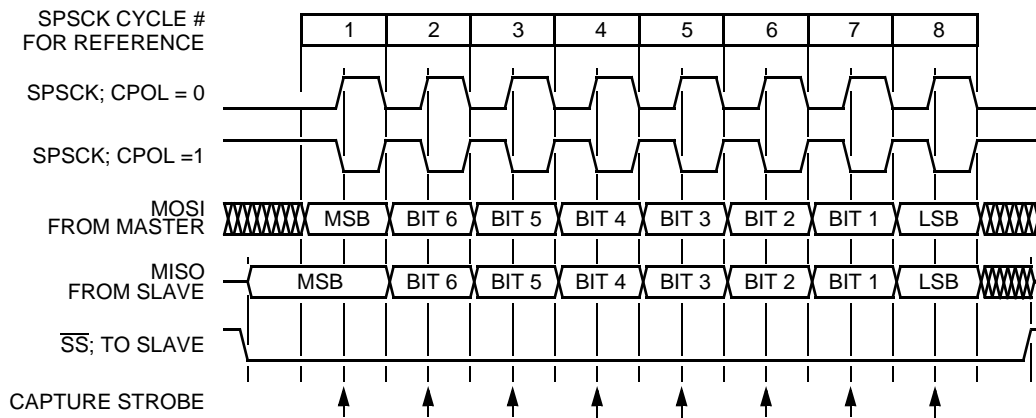 SPSCK CYCLE #
FOR REFERENCE
1 2 3 4 5 6 7 8
SPSCK; CPOL = 0
SPSCK; CPOL =1
MOSI
FROM MASTER
MSB BIT 6 BIT 5 BIT 4 BIT 3 BIT 2 BIT 1 LSB
MISO
FROM SLAVE
MSB BIT 6 BIT 5 BIT 4 BIT 3 BIT 2 BIT 1 LSB
SS; TO SLAVE
CAPTURE STROBE